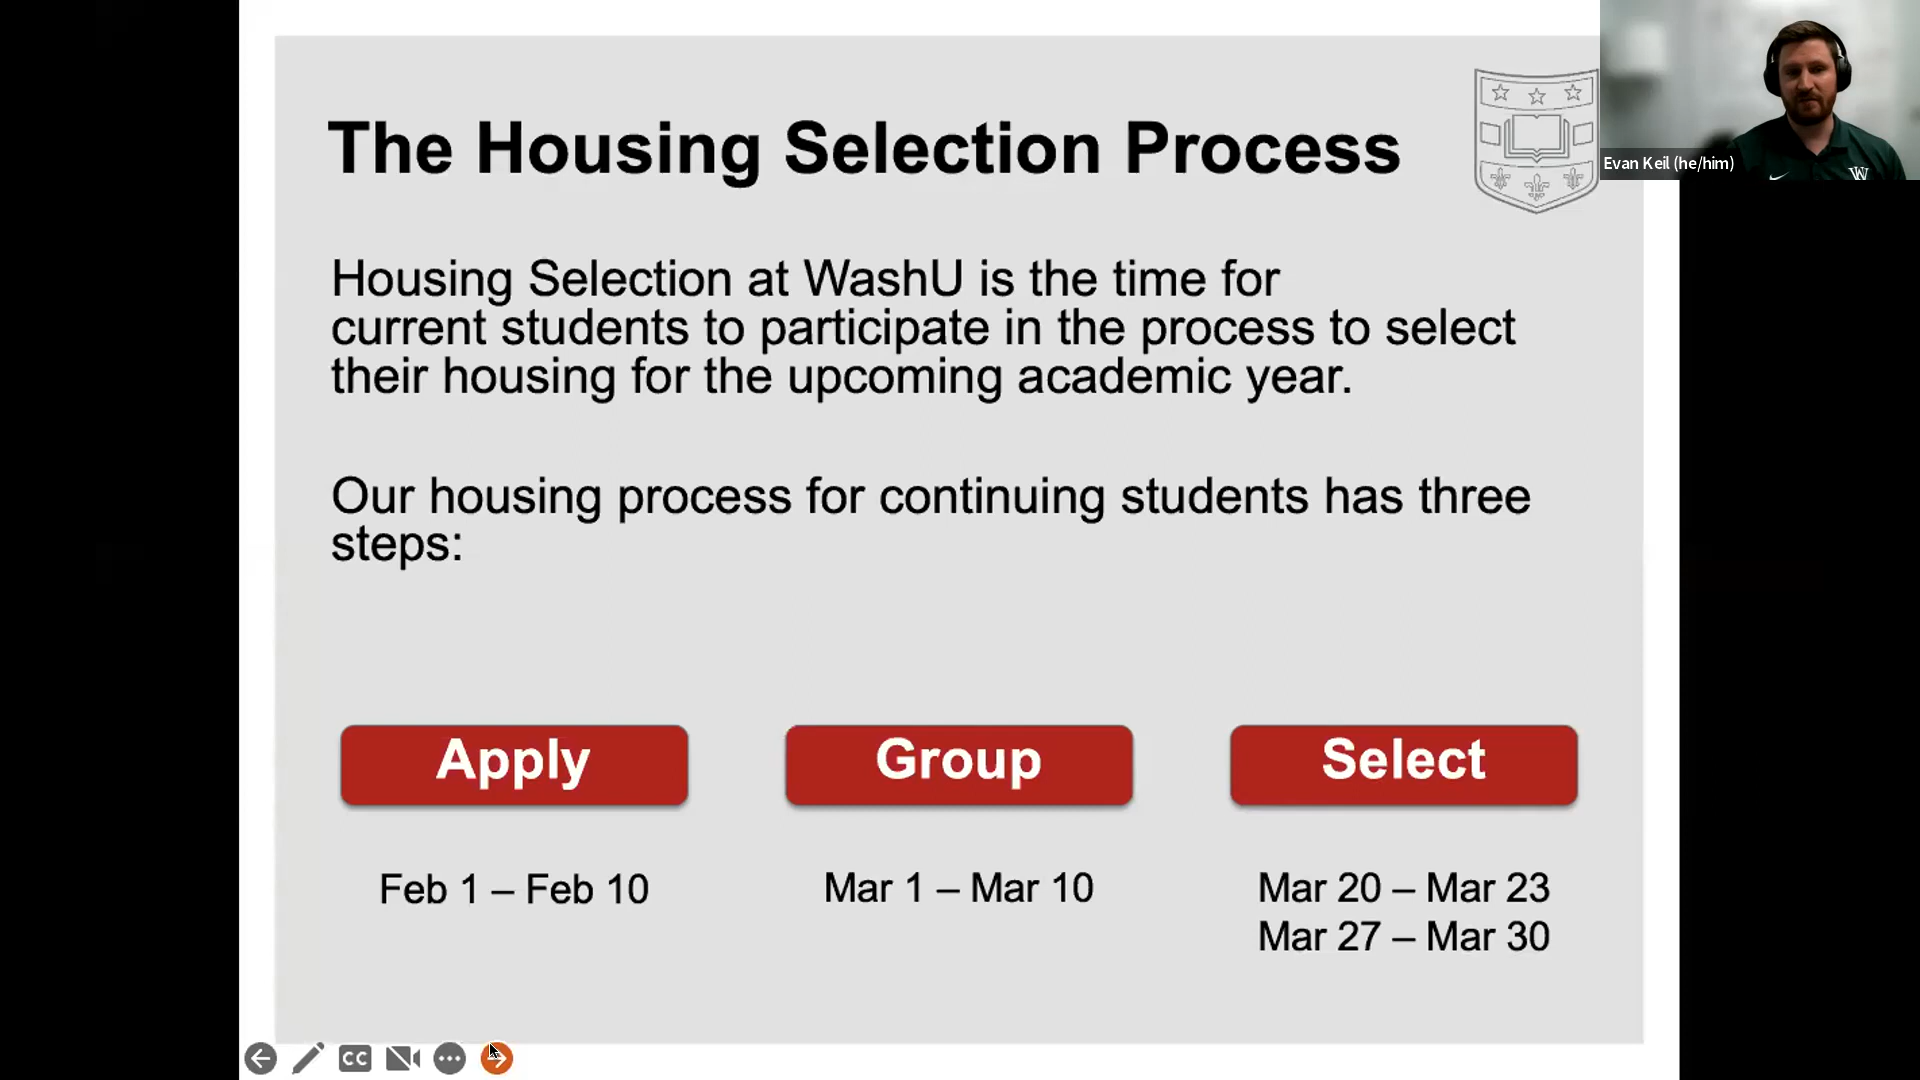 The Housing Selection Process
Evan Keil (he/him)
W
Housing Selection at WashU is the time for
current students to participate in the process to select
their housing for the upcoming academic year.
Our housing process for continuing students has three
steps:
Apply
Group
Select
Feb 1 – Feb 10
Mar 1 – Mar 10
Mar 20 – Mar 23
Mar 27 – Mar 30
CC